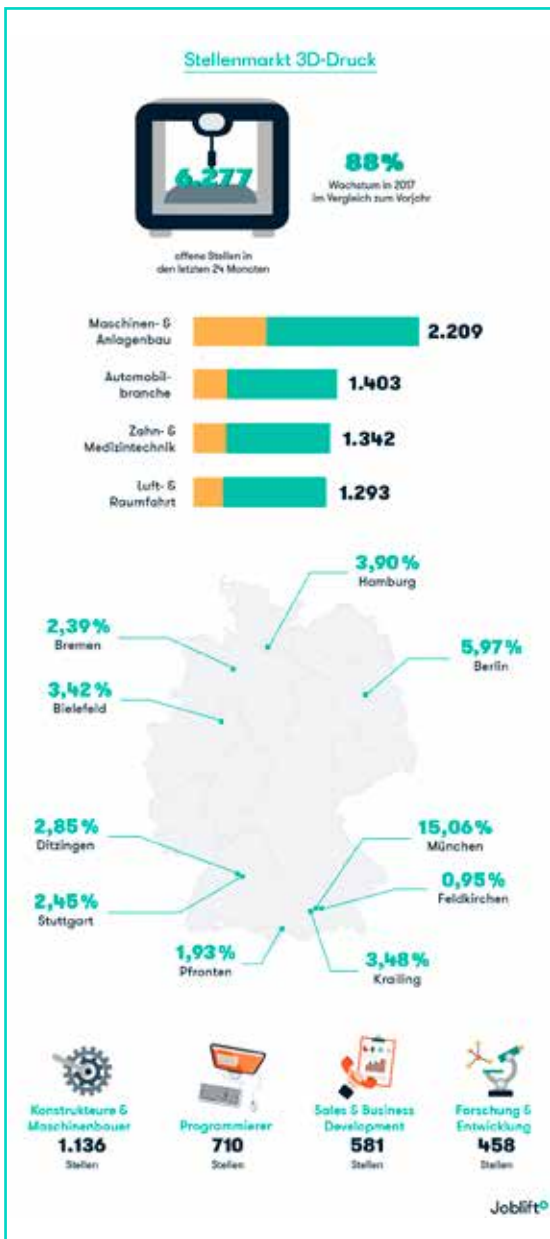 Stellenmarkt 3D-Druck
6.277
88%
Wachstum in 2017
im Vergleich zum Vorjahr
offene Stellen in
den letzten 24 Monaten
Maschinen- &
Anlagenbau
2.209
Automobil-
branche
1.403
Zahn- &
Medizintechnik
1.342
Luft- &
Raumfahrt
1.293
3,90%
Hamburg
2,39%
Bremen
5,97%
Berlin
3,42%
Bielefeld
2,85%
Ditzingen
15,06%
München
2,45%
Stuttgart
0,95%
Feldkirchen
1,93%
Pfronten
3,48%
Krailing
Konstrukteure &
Maschinenbauer
1.136
Stellen
Programmierer
710
Stellen
Sales & Business
Development
581
Stellen
Forschung &
Entwicklung
458
Stellen
Joblift